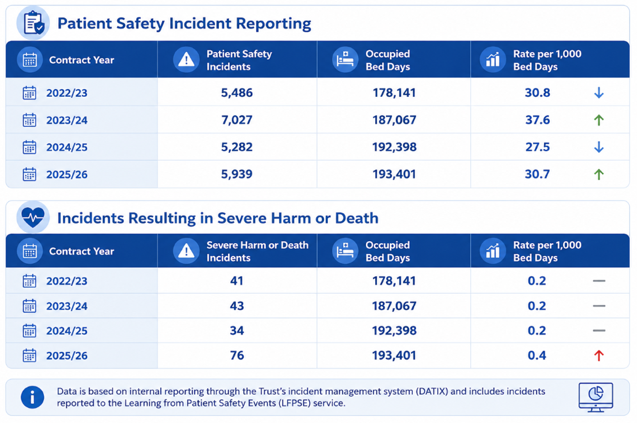 Patient Safety Incident Reporting
Contract Year Patient Safety Incidents Occupied Bed Days Rate per 1,000 Bed Days
2022/23 5,486 178,141 30.8 ↓
2023/24 7,027 187,067 37.6 ↑
2024/25 5,282 192,398 27.5 ↓
2025/26 5,939 193,401 30.7 ↑
Incidents Resulting in Severe Harm or Death
Contract Year Severe Harm or Death Incidents Occupied Bed Days Rate per 1,000 Bed Days
2022/23 41 178,141 0.2 —
2023/24 43 187,067 0.2 —
2024/25 34 192,398 0.2 —
2025/26 76 193,401 0.4 ↑
Data is based on internal reporting through the Trust's incident management system (DATIX) and includes incidents
reported to the Learning from Patient Safety Events (LFPSE) service.